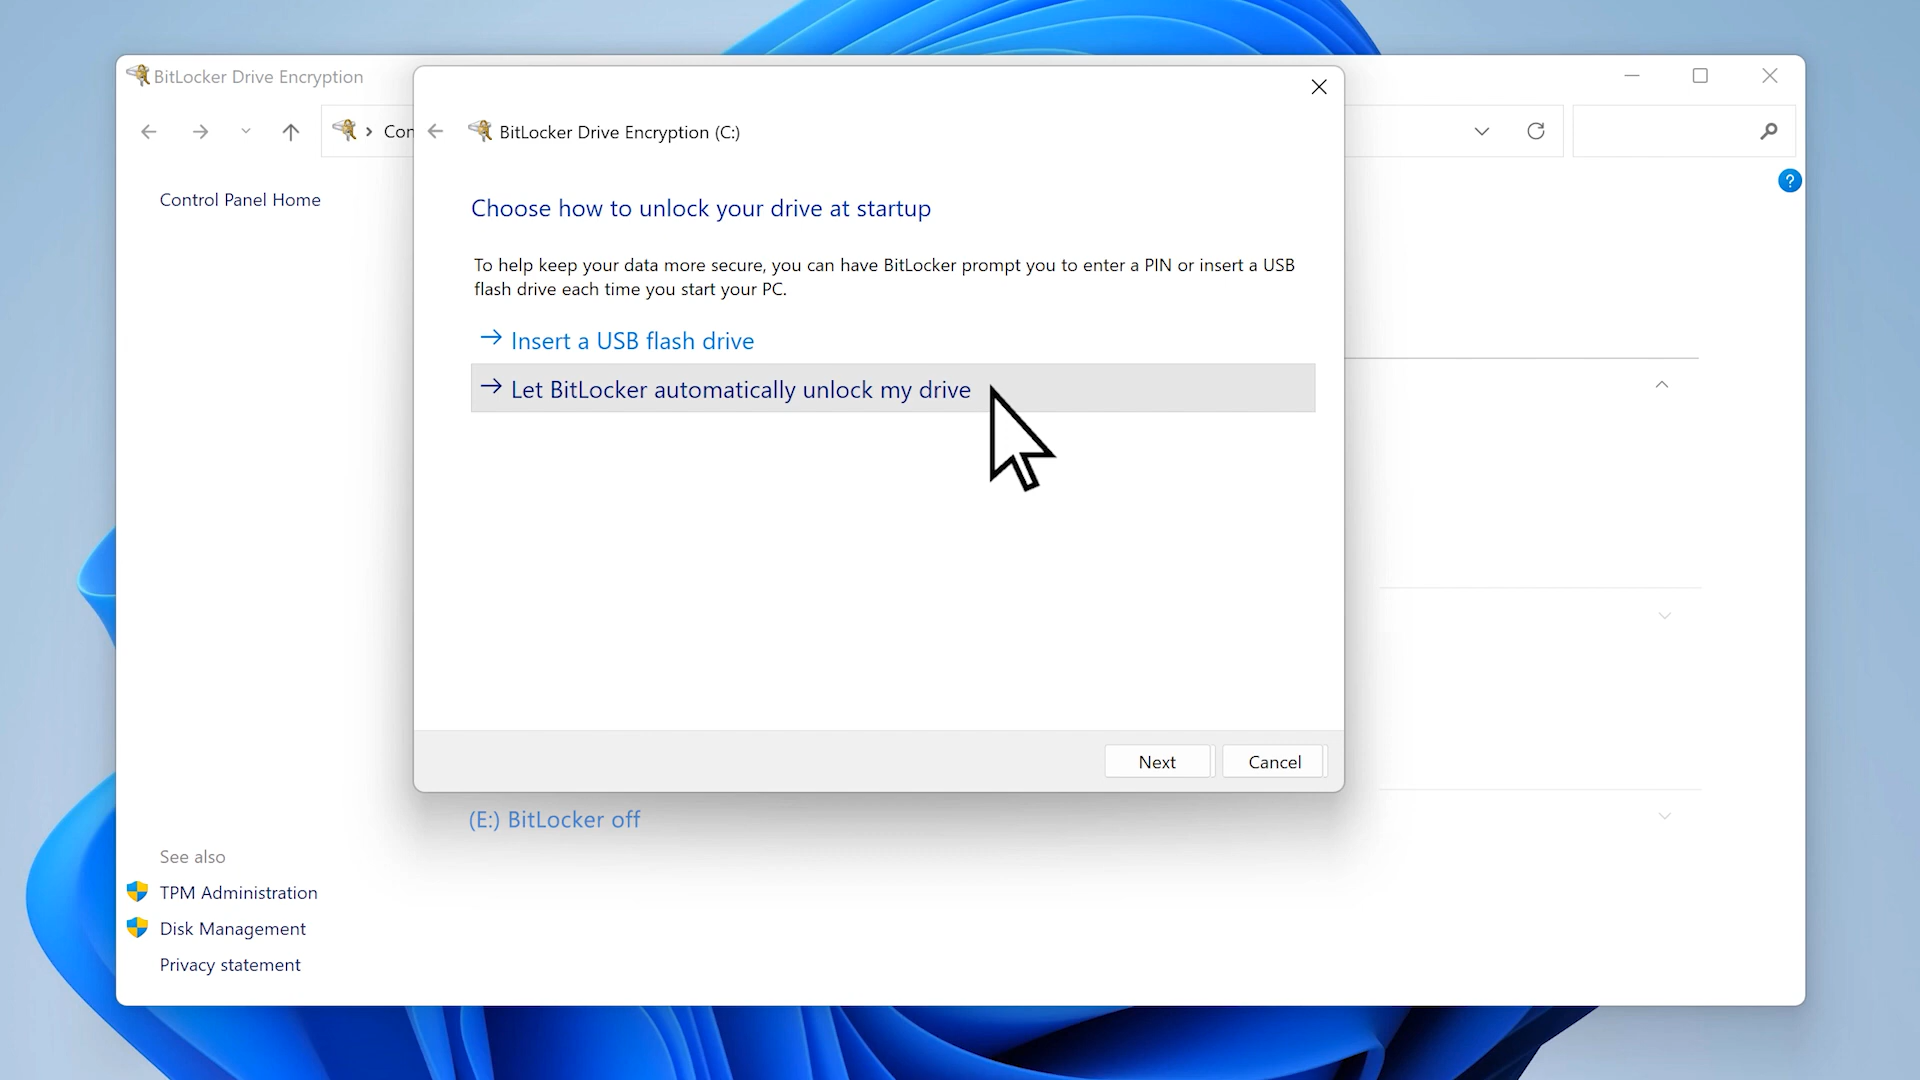 BitLocker Drive Encryption
Con
BitLocker Drive Encryption (C:)
Control Panel Home
Choose how to unlock your drive at startup
To help keep your data more secure, you can have BitLocker prompt you to enter a PIN or insert a USB
flash drive each time you start your PC.
Insert a USB flash drive
Let BitLocker automatically unlock my drive
Next
Cancel
(E:) BitLocker off
See also
TPM Administration
Disk Management
Privacy statement